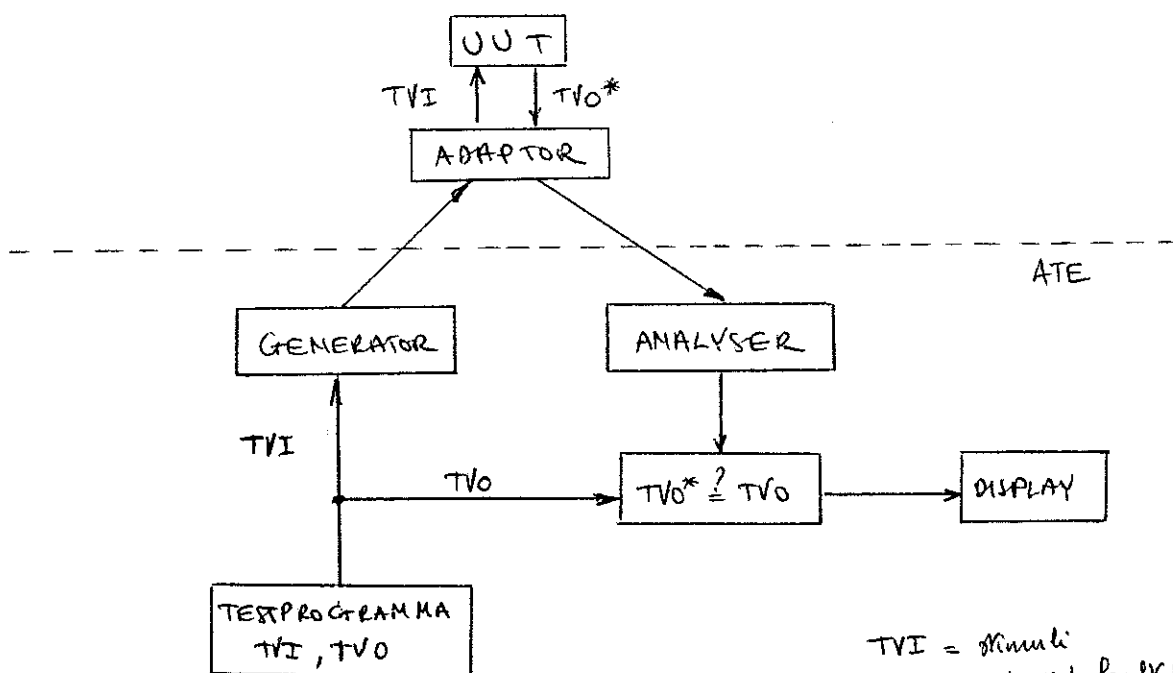 UUT
TVI
TVO*
ADAPTOR
ATE
GENERATOR
ANALYSER
TVI
TVO
TVO* ≟ TVO
DISPLAY
TESTPROGRAMMA
TVI, TVO
TVI = stimuli